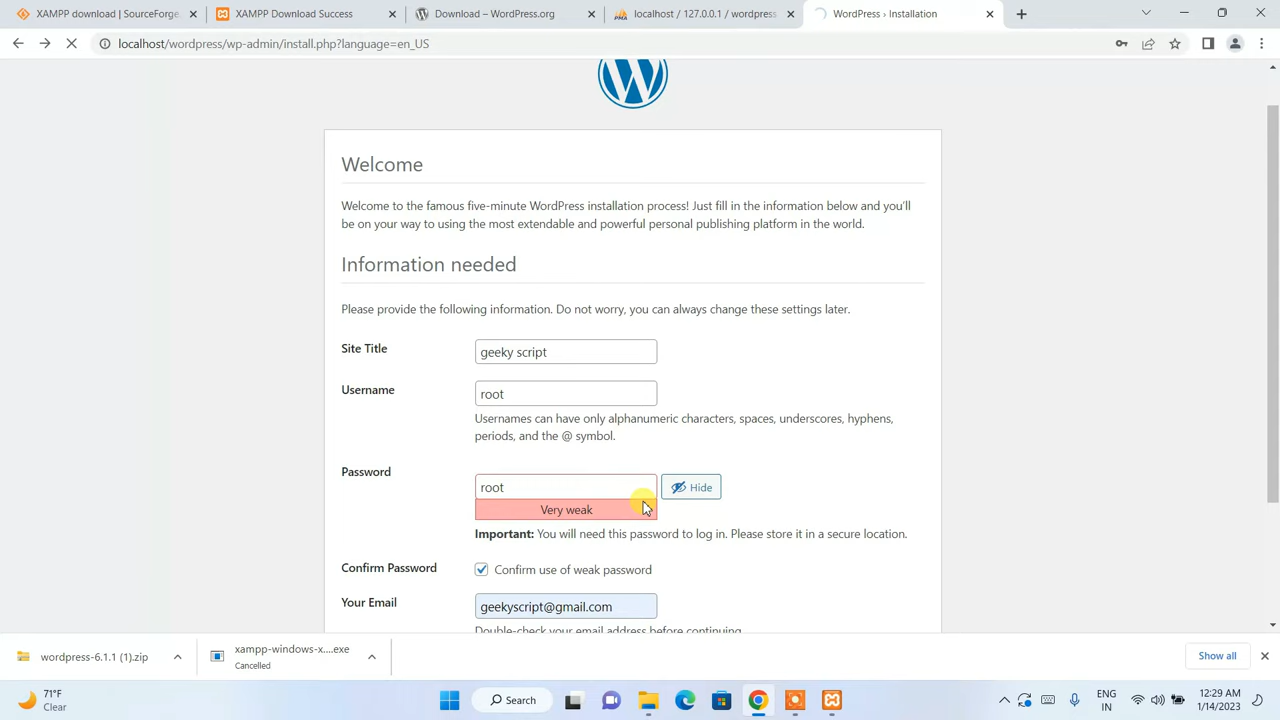 XAMPP download | SourceForge.
XAMPP Download Success
Download – WordPress.org
localhost / 127.0.0.1 / wordpress
WordPress › Installation
localhost/wordpress/wp-admin/install.php?language=en_US
Welcome
Welcome to the famous five-minute WordPress installation process! Just fill in the information below and you'll
be on your way to using the most extendable and powerful personal publishing platform in the world.
Information needed
Please provide the following information. Do not worry, you can always change these settings later.
Site Title
geeky script
Username
root
Usernames can have only alphanumeric characters, spaces, underscores, hyphens,
periods, and the @ symbol.
Password
root
Hide
Very weak
Important: You will need this password to log in. Please store it in a secure location.
Confirm Password
Confirm use of weak password
Your Email
geekyscript@gmail.com
Double-check your email address before continuing.
wordpress-6.1.1 (1).zip
xampp-windows-x....exe
Cancelled
Show all
71°F
Clear
Search
ENG
IN
12:29 AM
1/14/2023